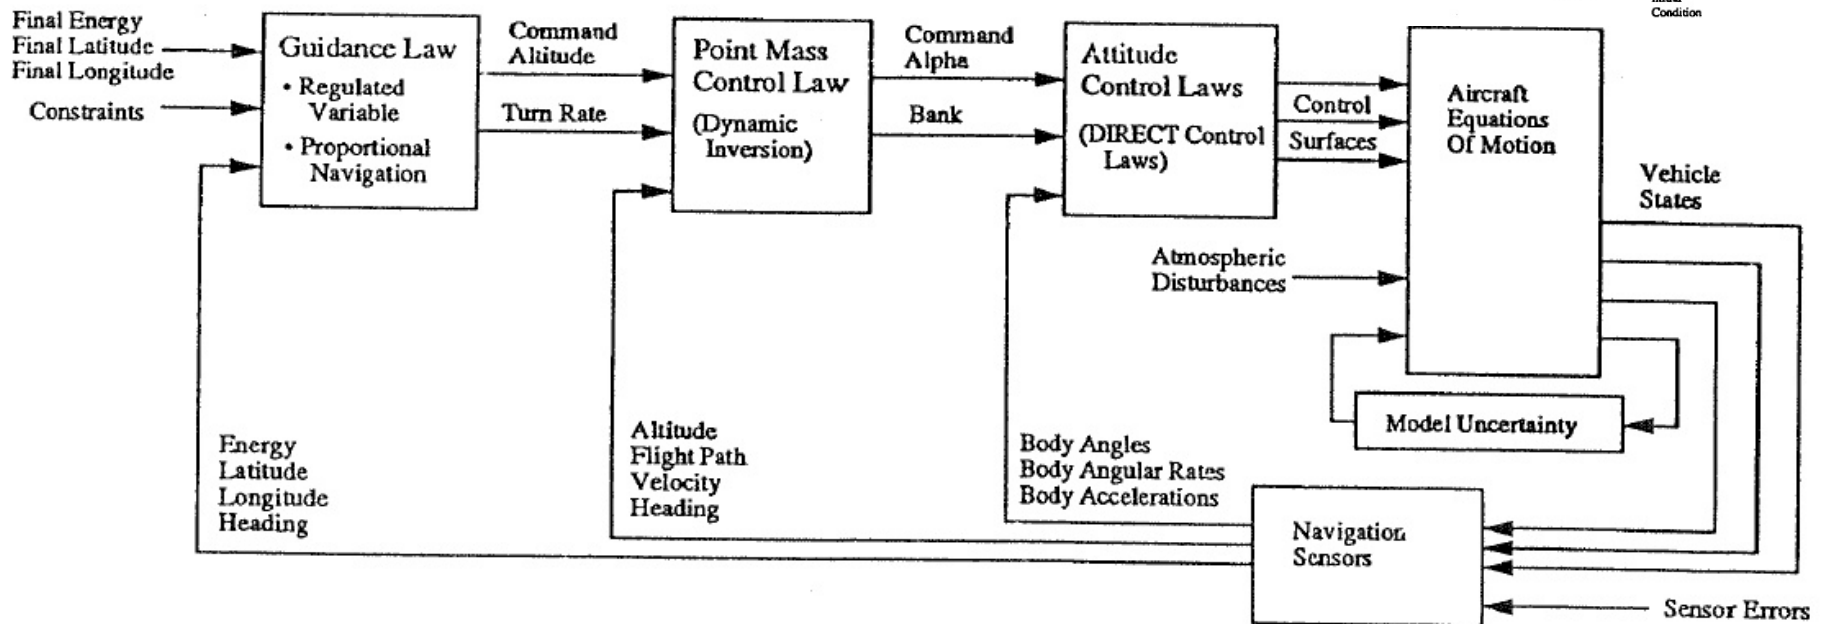 Condition
Final Energy
Final Latitude
Final Longitude
Constraints
Guidance Law
• Regulated
Variable
• Proportional
Navigation
Command
Altitude
Turn Rate
Point Mass
Control Law
(Dynamic
Inversion)
Command
Alpha
Bank
Attitude
Control Laws
(DIRECT Control
Laws)
Control
Surfaces
Aircraft
Equations
Of Motion
Vehicle
States
Atmospheric
Disturbances
Model Uncertainty
Energy
Latitude
Longitude
Heading
Altitude
Flight Path
Velocity
Heading
Body Angles
Body Angular Rates
Body Accelerations
Navigation
Sensors
Sensor Errors